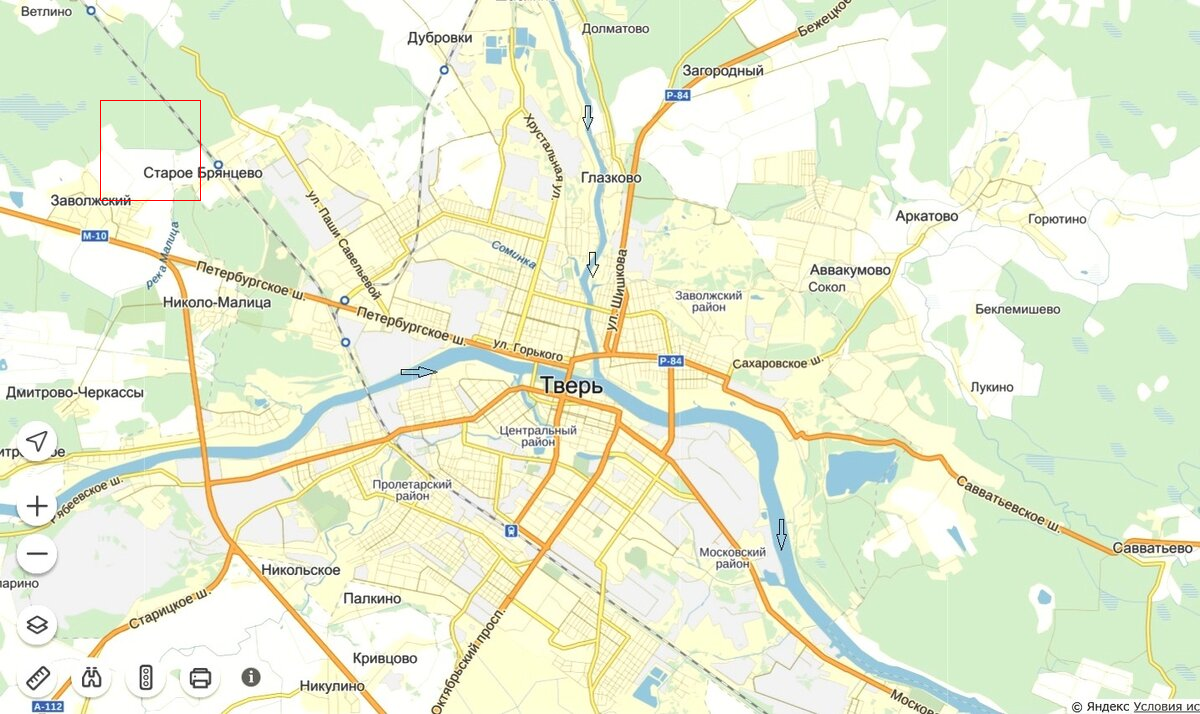 Ветлино
Долматово
Бежецкое
Дубровки
Загородный
Р-84
Хрустальная ул.
Старое Брянцево
Глазково
Заволжский
ул. Паши Савельевой
М-10
река Малица
Соминка
Аркатово
Горютино
Петербургское ш.
Аввакумово
Сокол
ул. Шишкова
Николо-Малица
Заволжский
район
Беклемишево
Петербургское ш.
ул. Горького
Р-84
Сахаровское ш.
Тверь
Дмитрово-Черкассы
Лукино
Центральный
район
Пролетарский
район
Рябеевское ш.
Савватьевское ш.
Московский
район
Савватьево
Никольское
Палкино
Старицкое ш.
Октябрьский просп.
Кривцово
Никулино
А-112
© Яндекс Условия ис